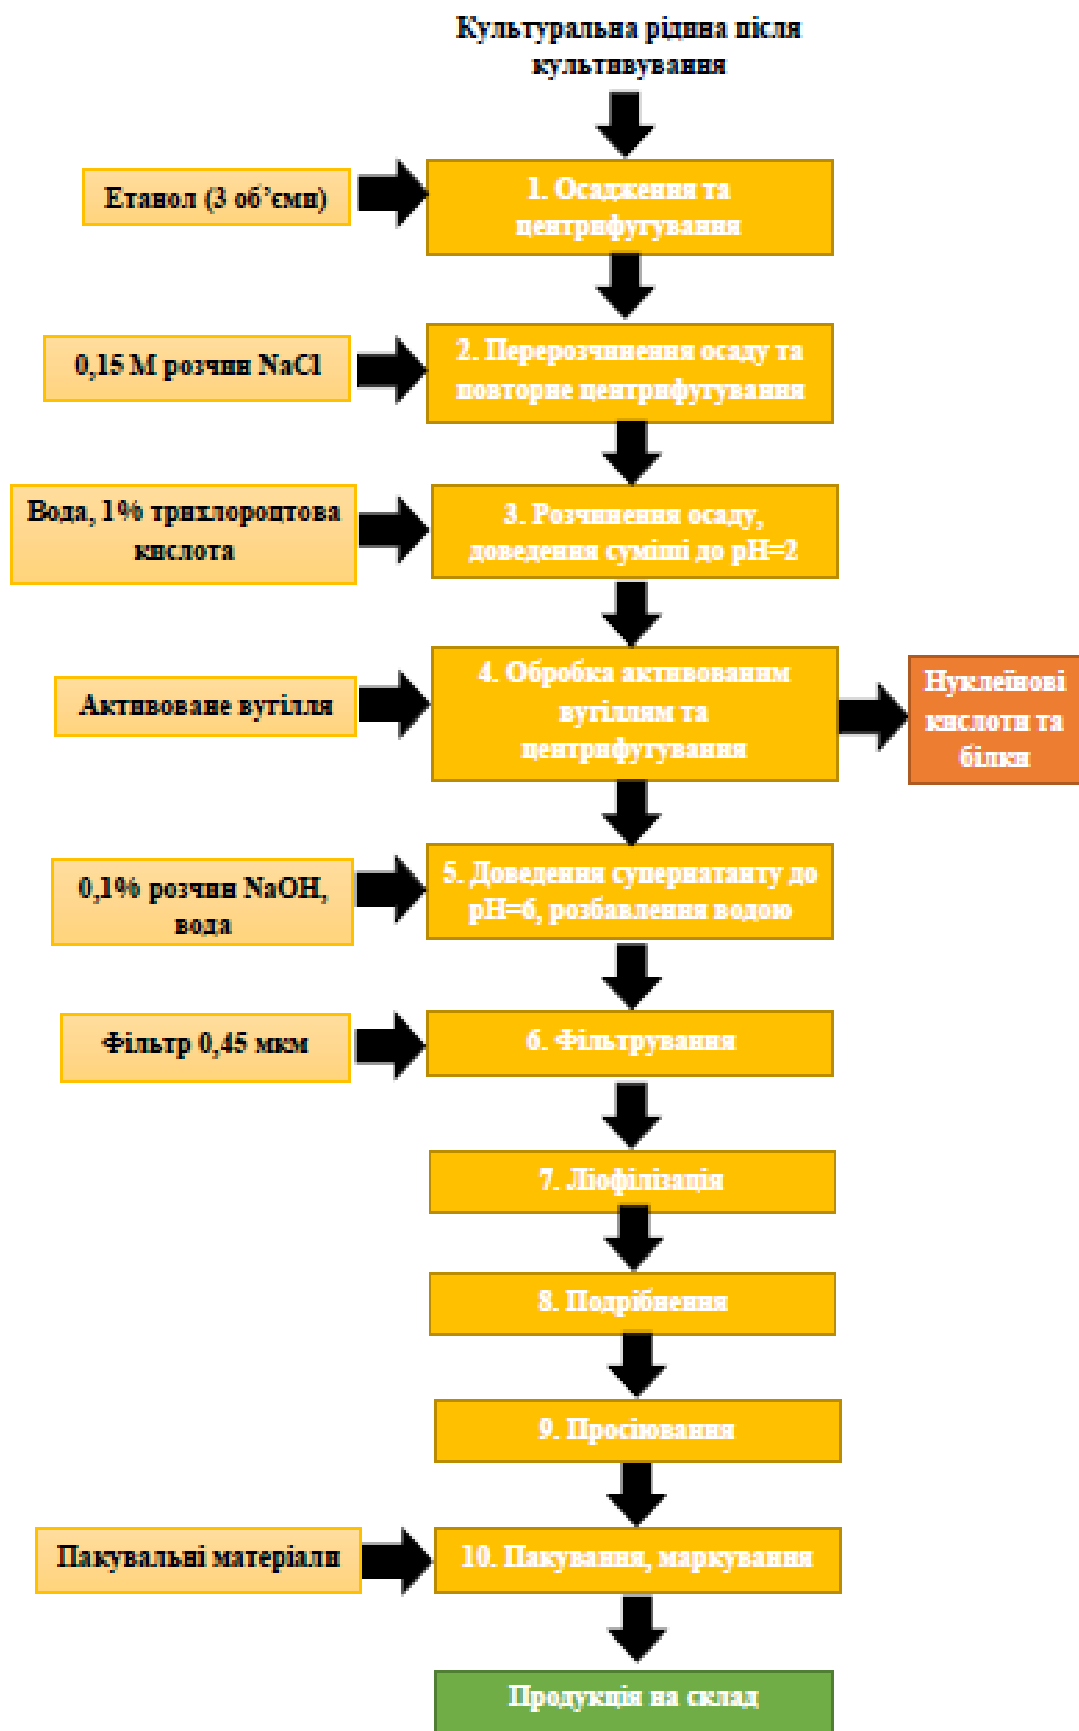 Культуральна рідина після
культивування
Етанол (3 об’єми)
1. Осадження та
центрифугування
0,15 М розчин NaCl
2. Перерозчинення осаду та
повторне центрифугування
Вода, 1% трихлороцтова
кислота
3. Розчинення осаду,
доведення суміші до pH=2
Активоване вугілля
4. Обробка активованим
вугіллям та
центрифугування
Нуклеїнові
кислоти та
білки
0,1% розчин NaOH,
вода
5. Доведення супернатанту до
pH=6, розбавлення водою
Фільтр 0,45 мкм
6. Фільтрування
7. Ліофілізація
8. Подрібнення
9. Просіювання
Пакувальні матеріали
10. Пакування, маркування
Продукція на склад